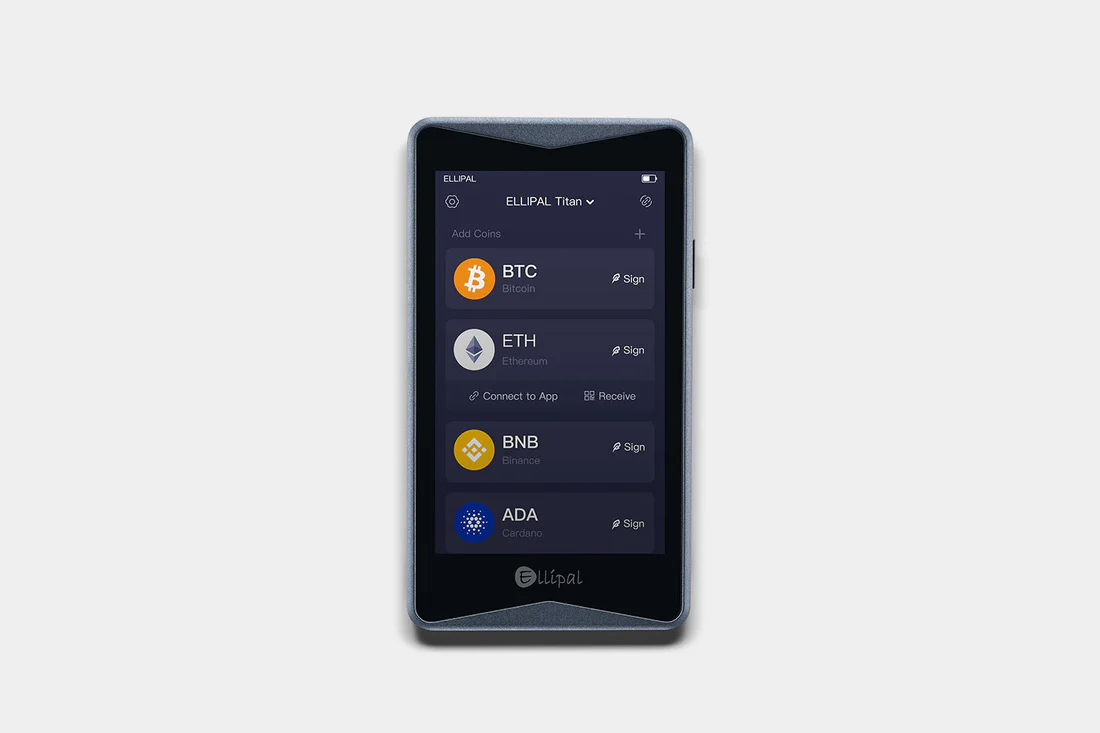 ELLIPAL
ELLIPAL Titan
Add Coins
BTC
Bitcoin
Sign
ETH
Ethereum
Sign
Connect to App
Receive
BNB
Binance
Sign
ADA
Cardano
Sign
Ellipal